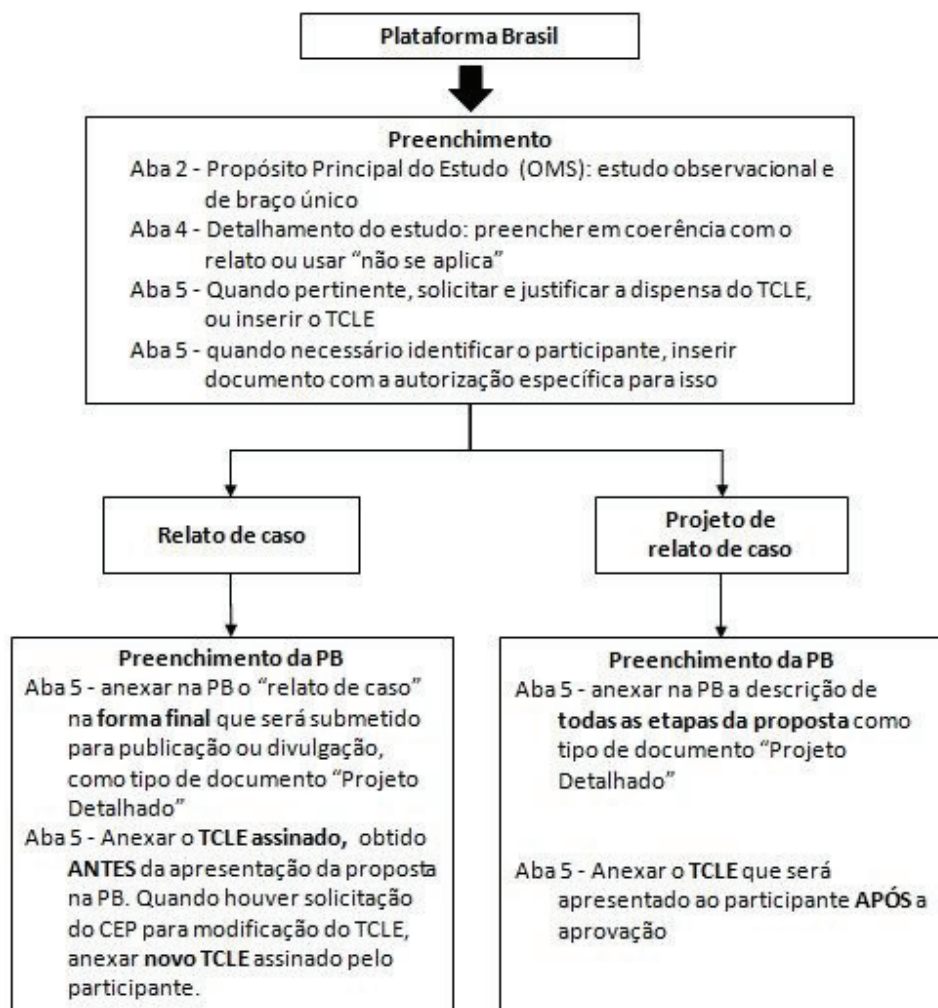 Plataforma Brasil
Preenchimento
Aba 2 - Propósito Principal do Estudo (OMS): estudo observacional e
de braço único
Aba 4 - Detalhamento do estudo: preencher em coerência com o
relato ou usar “não se aplica”
Aba 5 - Quando pertinente, solicitar e justificar a dispensa do TCLE,
ou inserir o TCLE
Aba 5 - quando necessário identificar o participante, inserir
documento com a autorização específica para isso
Relato de caso
Projeto de
relato de caso
Preenchimento da PB
Aba 5 - anexar na PB o “relato de caso”
na forma final que será submetido
para publicação ou divulgação,
como tipo de documento “Projeto
Detalhado”
Aba 5 - Anexar o TCLE assinado, obtido
ANTES da apresentação da proposta
na PB. Quando houver solicitação
do CEP para modificação do TCLE,
anexar novo TCLE assinado pelo
participante.
Preenchimento da PB
Aba 5 - anexar na PB a descrição de
todas as etapas da proposta como
tipo de documento “Projeto
Detalhado”
Aba 5 - Anexar o TCLE que será
apresentado ao participante APÓS a
aprovação